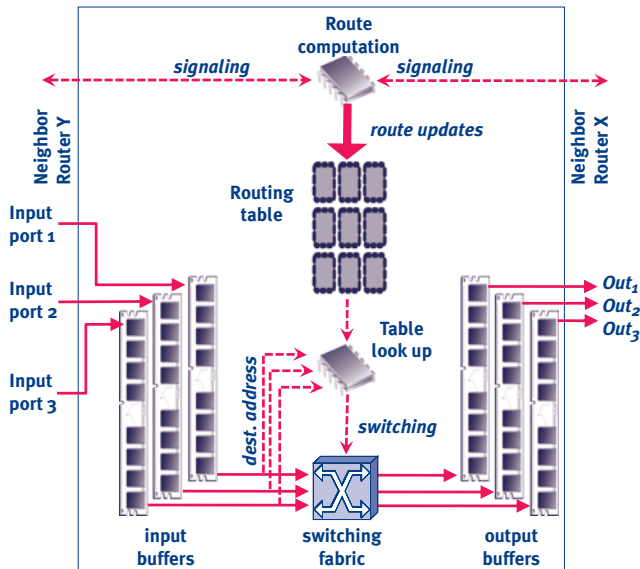 Route
computation
signaling
signaling
Neighbor
Router Y
Neighbor
Router X
route updates
Routing
table
Input
port 1
Input
port 2
Input
port 3
Out1
Out2
Out3
Table
look up
dest. address
switching
input
buffers
switching
fabric
output
buffers